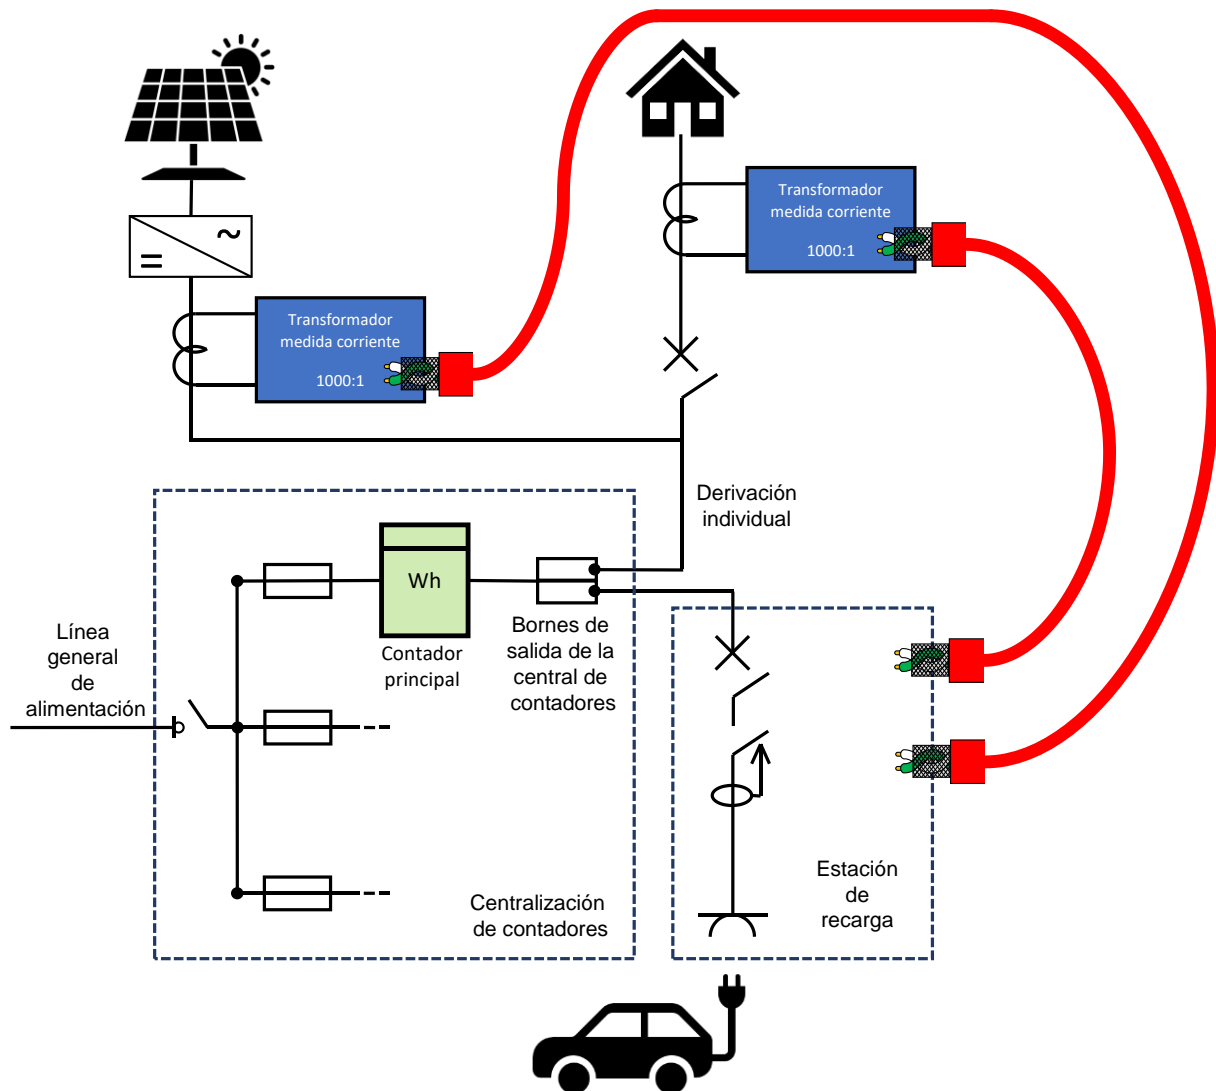 Transformador
medida corriente
1000:1
Transformador
medida corriente
1000:1
Derivación
individual
Wh
Contador
principal
Bornes de
salida de la
central de
contadores
Línea
general
de
alimentación
Estación
de
recarga
Centralización
de contadores